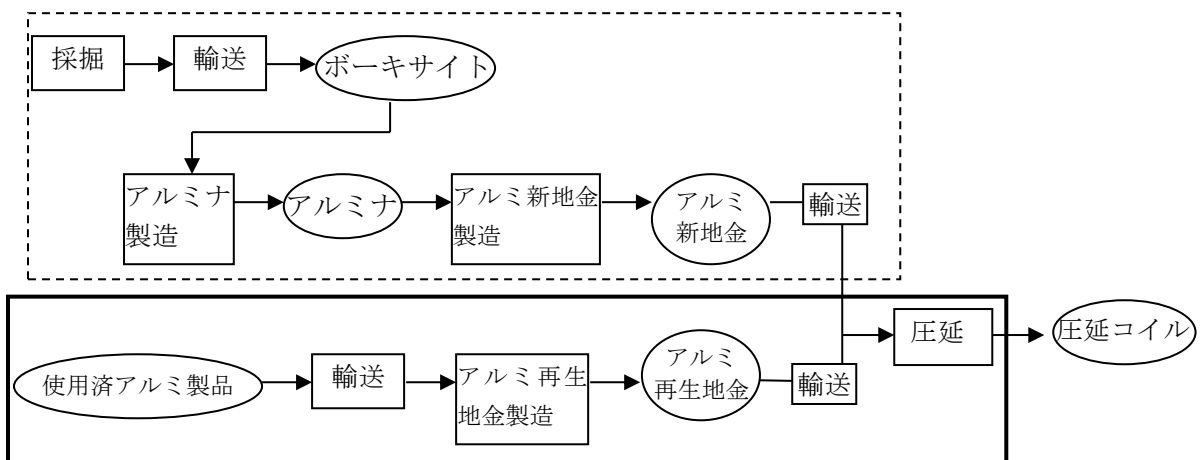 採掘
輸送
ボーキサイト
アルミナ
製造
アルミナ
アルミ新地金
製造
アルミ
新地金
輸送
使用済アルミ製品
輸送
アルミ再生
地金製造
アルミ
再生地金
輸送
圧延
圧延コイル